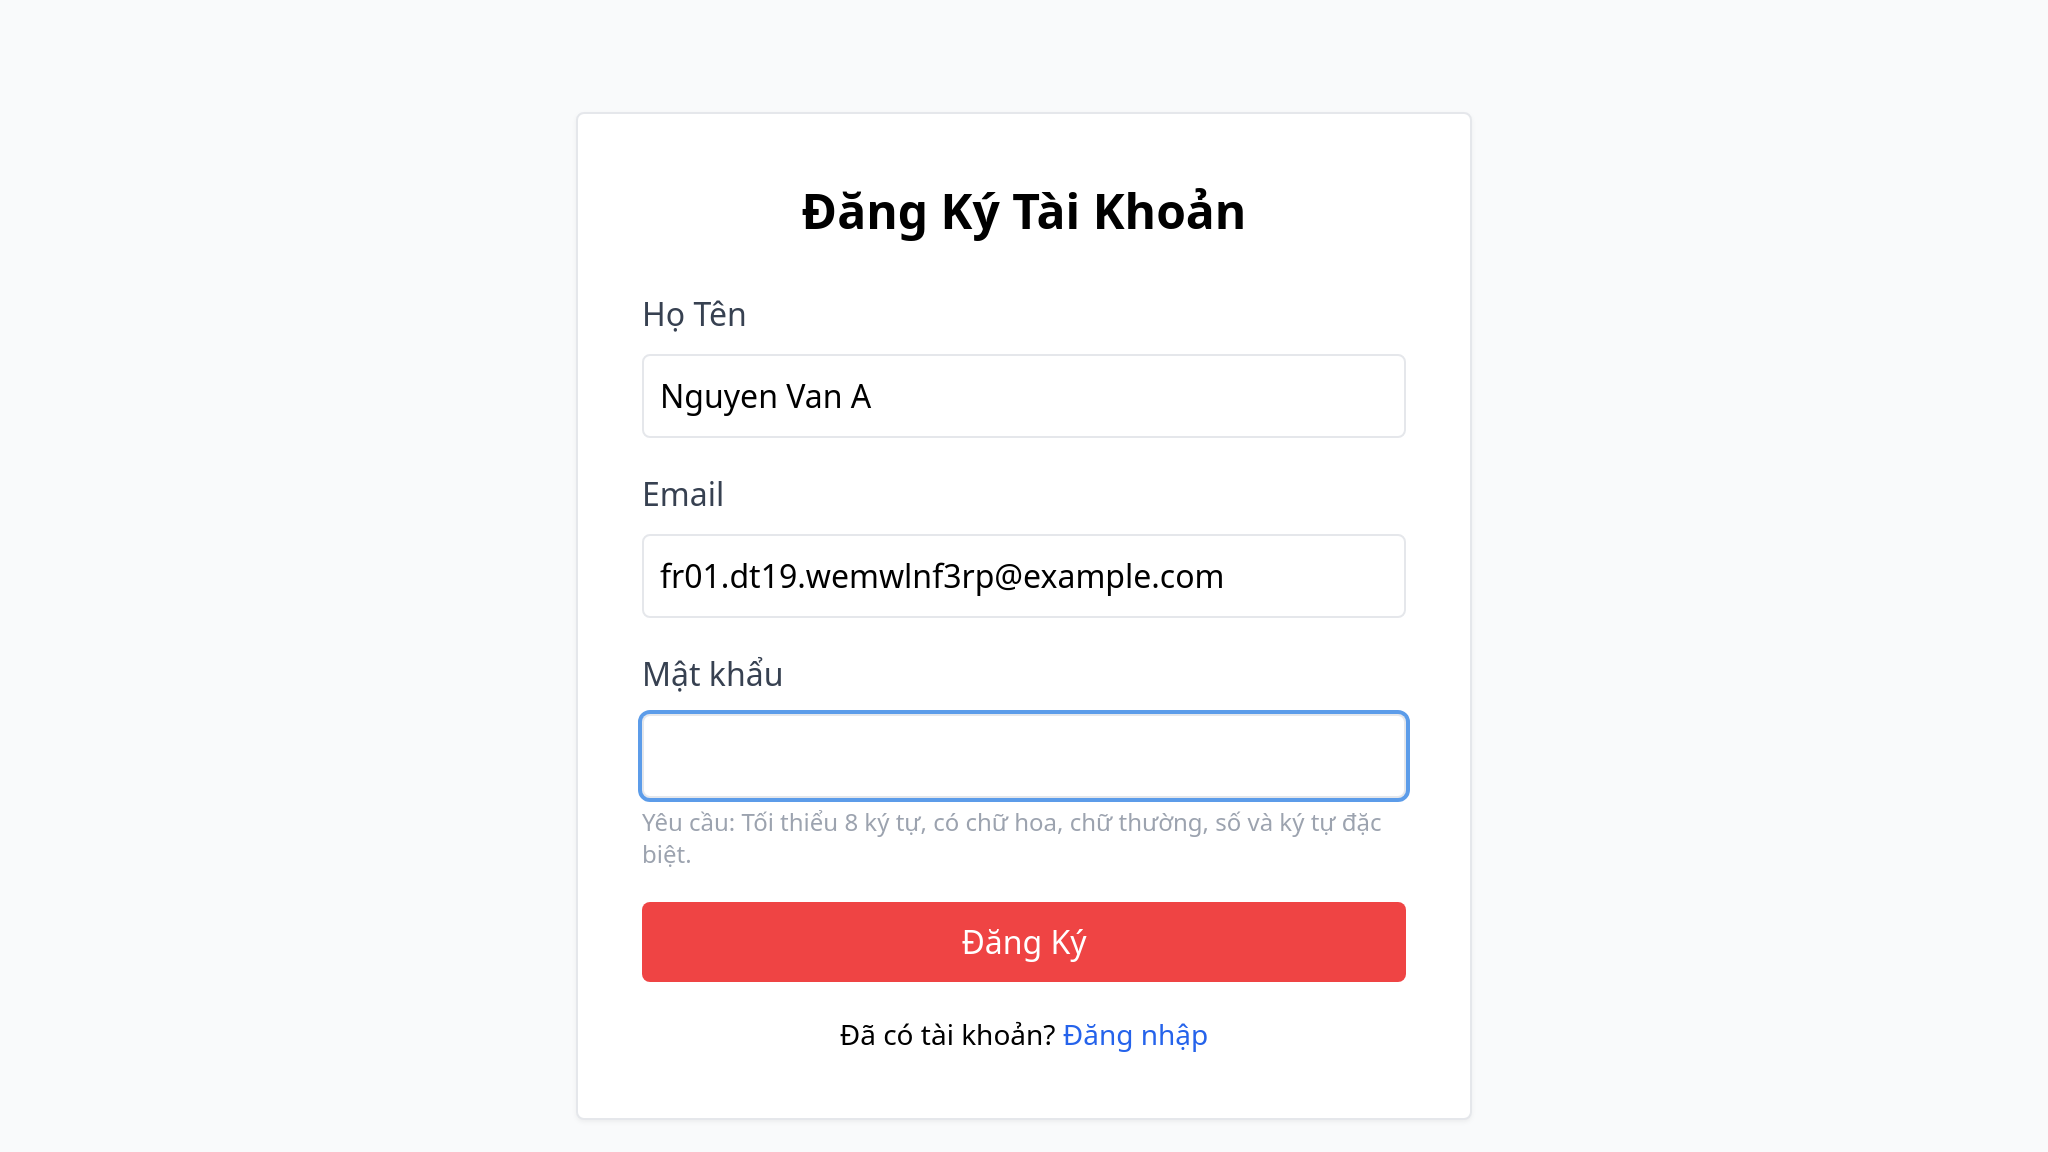 Đăng Ký Tài Khoản
Họ Tên
Nguyen Van A
Email
fr01.dt19.wemwlnf3rp@example.com
Mật khẩu
Yêu cầu: Tối thiểu 8 ký tự, có chữ hoa, chữ thường, số và ký tự đặc
biệt.
Đăng Ký
Đã có tài khoản? Đăng nhập